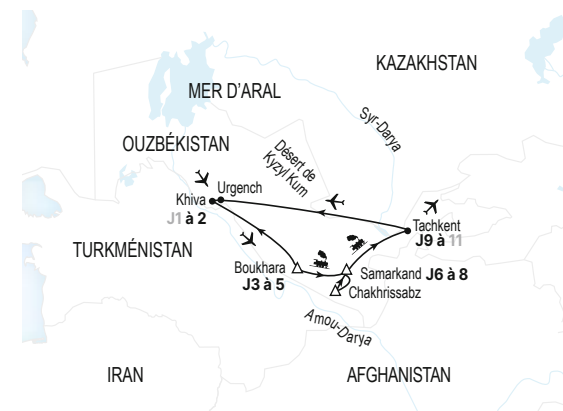 KAZAKHSTAN
MER D'ARAL
Syr-Darya
OUZBÉKISTAN
Désert de
Kyzyl Kum
Urgench
Khiva
J1 à 2
Tachkent
J9 à 11
TURKMÉNISTAN
Boukhara
J3 à 5
Samarkand J6 à 8
Chakhrissabz
Amou-Darya
IRAN
AFGHANISTAN